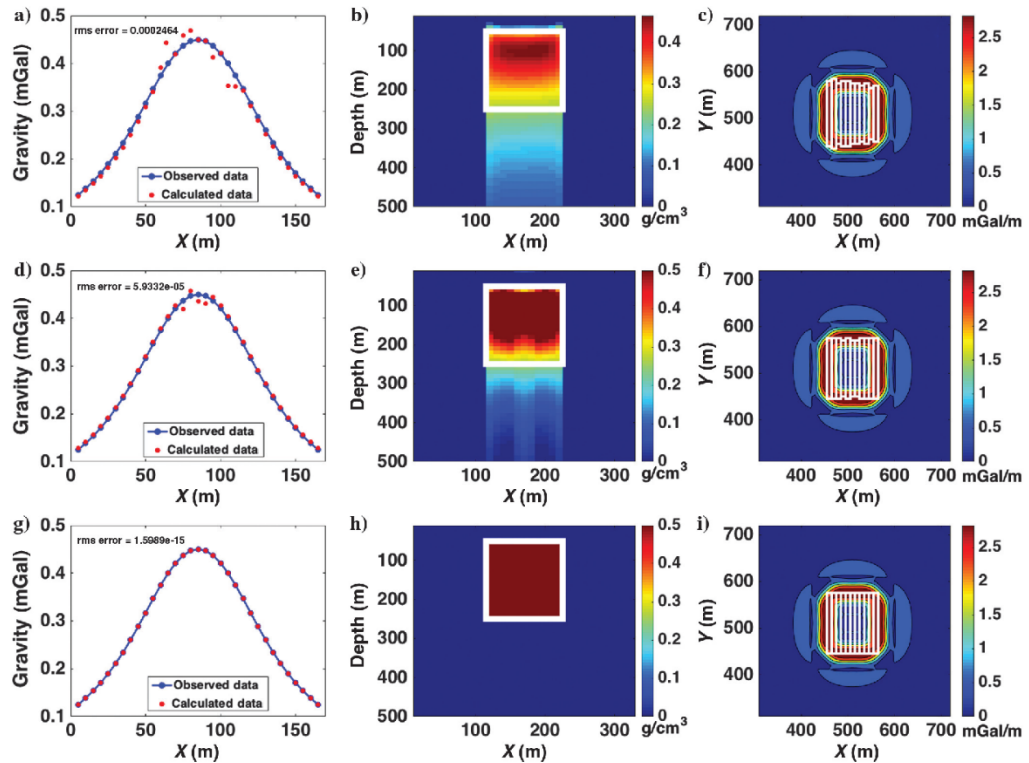 a)
rms error = 0.0002464
0.5
0.4
0.3
0.2
0.1
Gravity (mGal)
Observed data
Calculated data
0
50
100
150
X (m)
b)
100
200
300
400
500
Depth (m)
100
200
300
X (m)
0.4
0.3
0.2
0.1
0
g/cm³
c)
700
600
500
400
Y (m)
400
500
600
700
X (m)
2.5
2
1.5
1
0.5
0
mGal/m
d)
rms error = 5.9332e-05
0.5
0.4
0.3
0.2
0.1
Gravity (mGal)
Observed data
Calculated data
0
50
100
150
X (m)
e)
100
200
300
400
500
Depth (m)
100
200
300
X (m)
0.5
0.4
0.3
0.2
0.1
0
g/cm³
f)
700
600
500
400
Y (m)
400
500
600
700
X (m)
2.5
2
1.5
1
0.5
0
mGal/m
g)
rms error = 1.5989e-15
0.5
0.4
0.3
0.2
0.1
Gravity (mGal)
Observed data
Calculated data
0
50
100
150
X (m)
h)
100
200
300
400
500
Depth (m)
100
200
300
X (m)
0.5
0.4
0.3
0.2
0.1
0
g/cm³
i)
700
600
500
400
Y (m)
400
500
600
700
X (m)
2.5
2
1.5
1
0.5
0
mGal/m